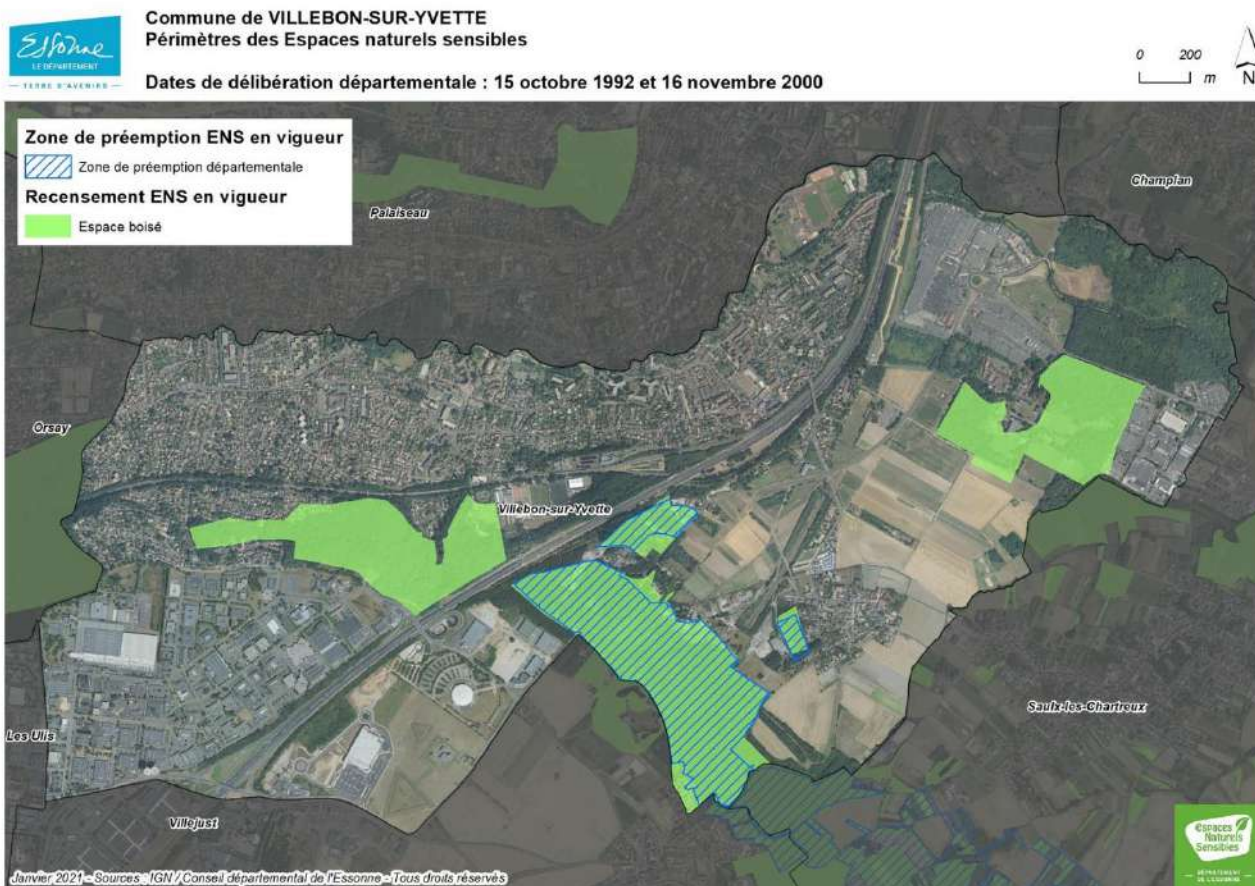 Essonne
LE DÉPARTEMENT
TERRE D'AVENIRS
Commune de VILLEBON-SUR-YVETTE
Périmètres des Espaces naturels sensibles
Dates de délibération départementale : 15 octobre 1992 et 16 novembre 2000
0 200 m
N
Zone de préemption ENS en vigueur
Zone de préemption départementale
Recensement ENS en vigueur
Espace boisé
Palaiseau
Champlan
Orsay
Villebon-sur-Yvette
Saulx-les-Chartreux
Les Ulis
Villejust
espaces
Naturels
Sensibles
DÉPARTEMENT
DE L'ESSONNE
Janvier 2021 - Sources : IGN / Conseil départemental de l'Essonne - Tous droits réservés